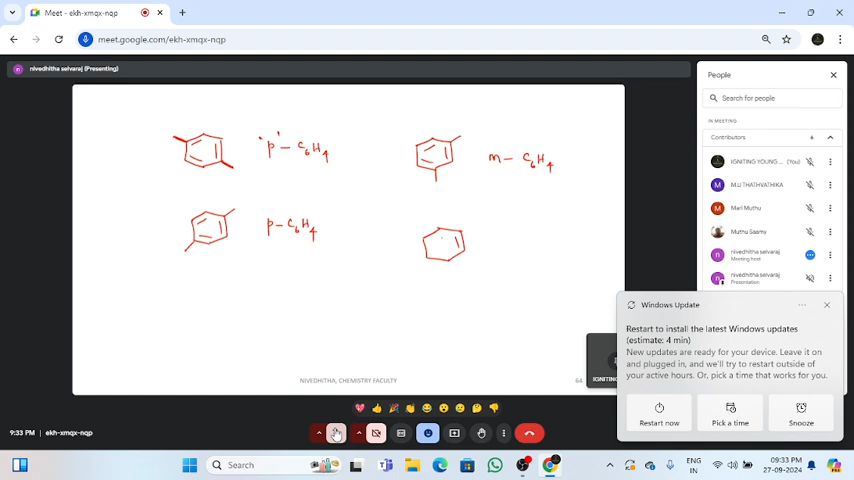 Meet - ekh-xmqx-nqp
meet.google.com/ekh-xmqx-nqp
n nivedhitha selvaraj (Presenting)
"p" - C6H4
m - C6H4
p - C6H4
NIVEDHITHA, CHEMISTRY FACULTY
64
People
Search for people
IN MEETING
Contributors
6
IGNITING YOUNG... (You)
M M.U THATHVATHIKA
M Mari Muthu
Muthu Saamy
n nivedhitha selvaraj
Meeting host
n nivedhitha selvaraj
Presentation
Windows Update
Restart to install the latest Windows updates
(estimate: 4 min)
New updates are ready for your device. Leave it on
and plugged in, and we'll try to restart outside of
your active hours. Or, pick a time that works for you.
Restart now
Pick a time
Snooze
IGNITING
9:33 PM | ekh-xmqx-nqp
Search
ENG
IN
09:33 PM
27-09-2024